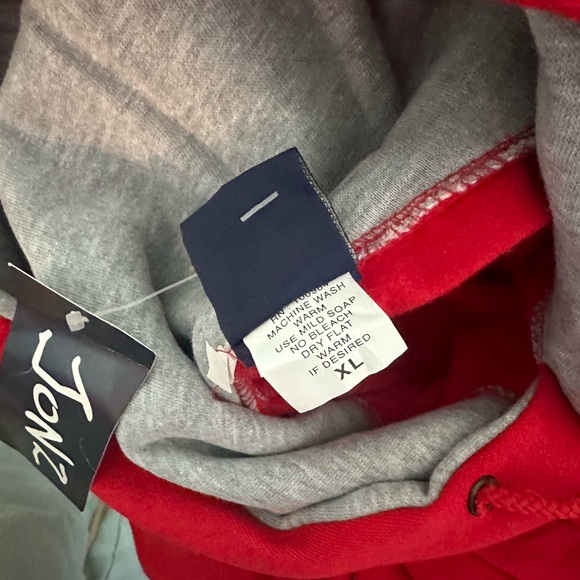 MACHINE WASH
WARM
USE MILD SOAP
NO BLEACH
DRY FLAT
WARM
IF DESIRED
XL
JONZ